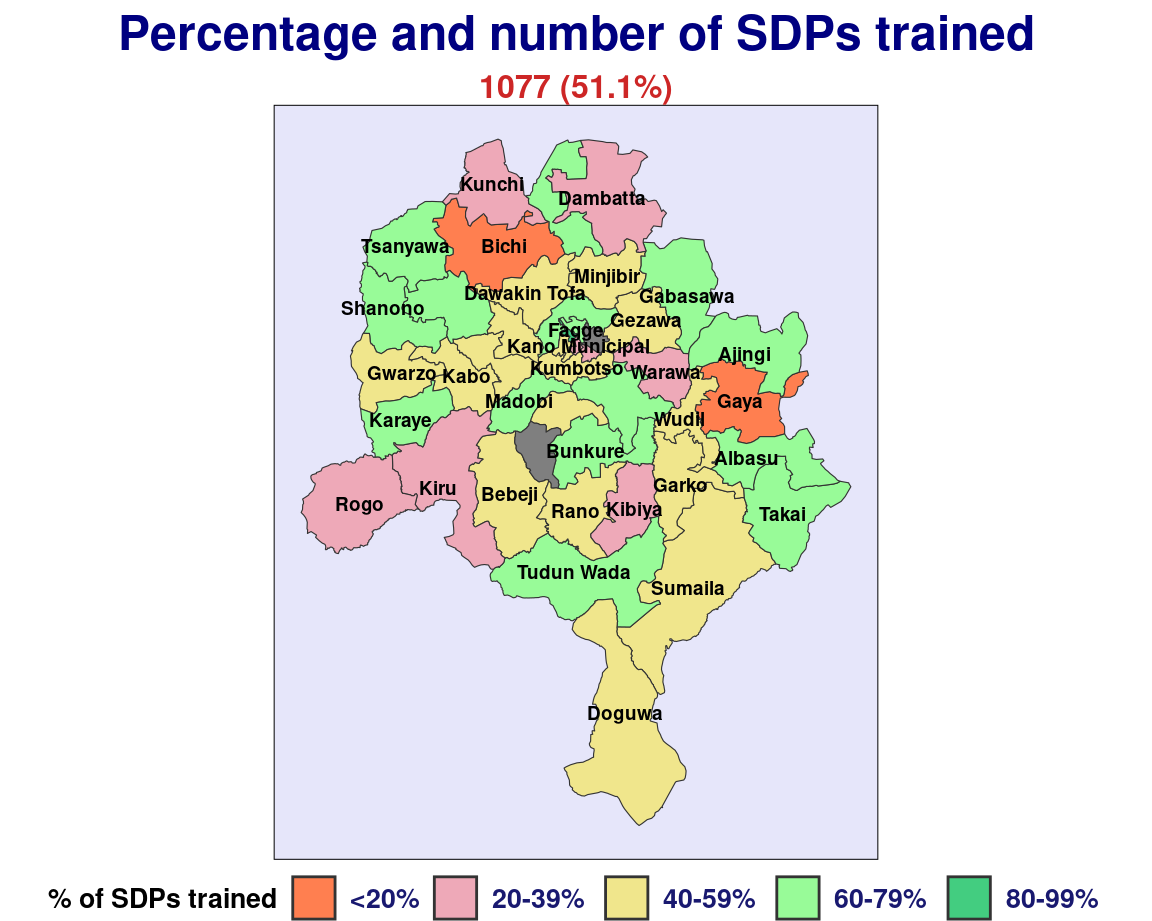 Percentage and number of SDPs trained
1077 (51.1%)
Kunchi
Dambatta
Tsanyawa
Bichi
Minjibir
Dawakin Tofa
Gabasawa
Shanono
Gezawa
Fagge
Kano Municipal
Ajingi
Kumbotso
Warawa
Gwarzo
Kabo
Madobi
Gaya
Karaye
Wudil
Bunkure
Albasu
Kiru
Bebeji
Garko
Rogo
Rano
Kibiya
Takai
Tudun Wada
Sumaila
Doguwa
% of SDPs trained <20% 20-39% 40-59% 60-79% 80-99%